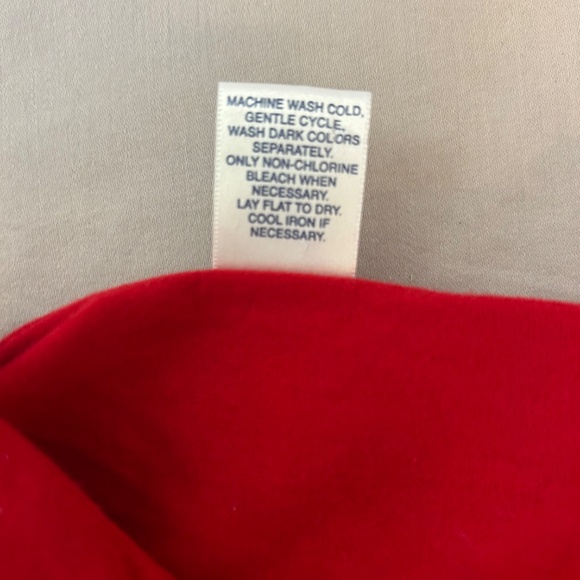 MACHINE WASH COLD,
GENTLE CYCLE,
WASH DARK COLORS
SEPARATELY.
ONLY NON-CHLORINE
BLEACH WHEN
NECESSARY.
LAY FLAT TO DRY.
COOL IRON IF
NECESSARY.